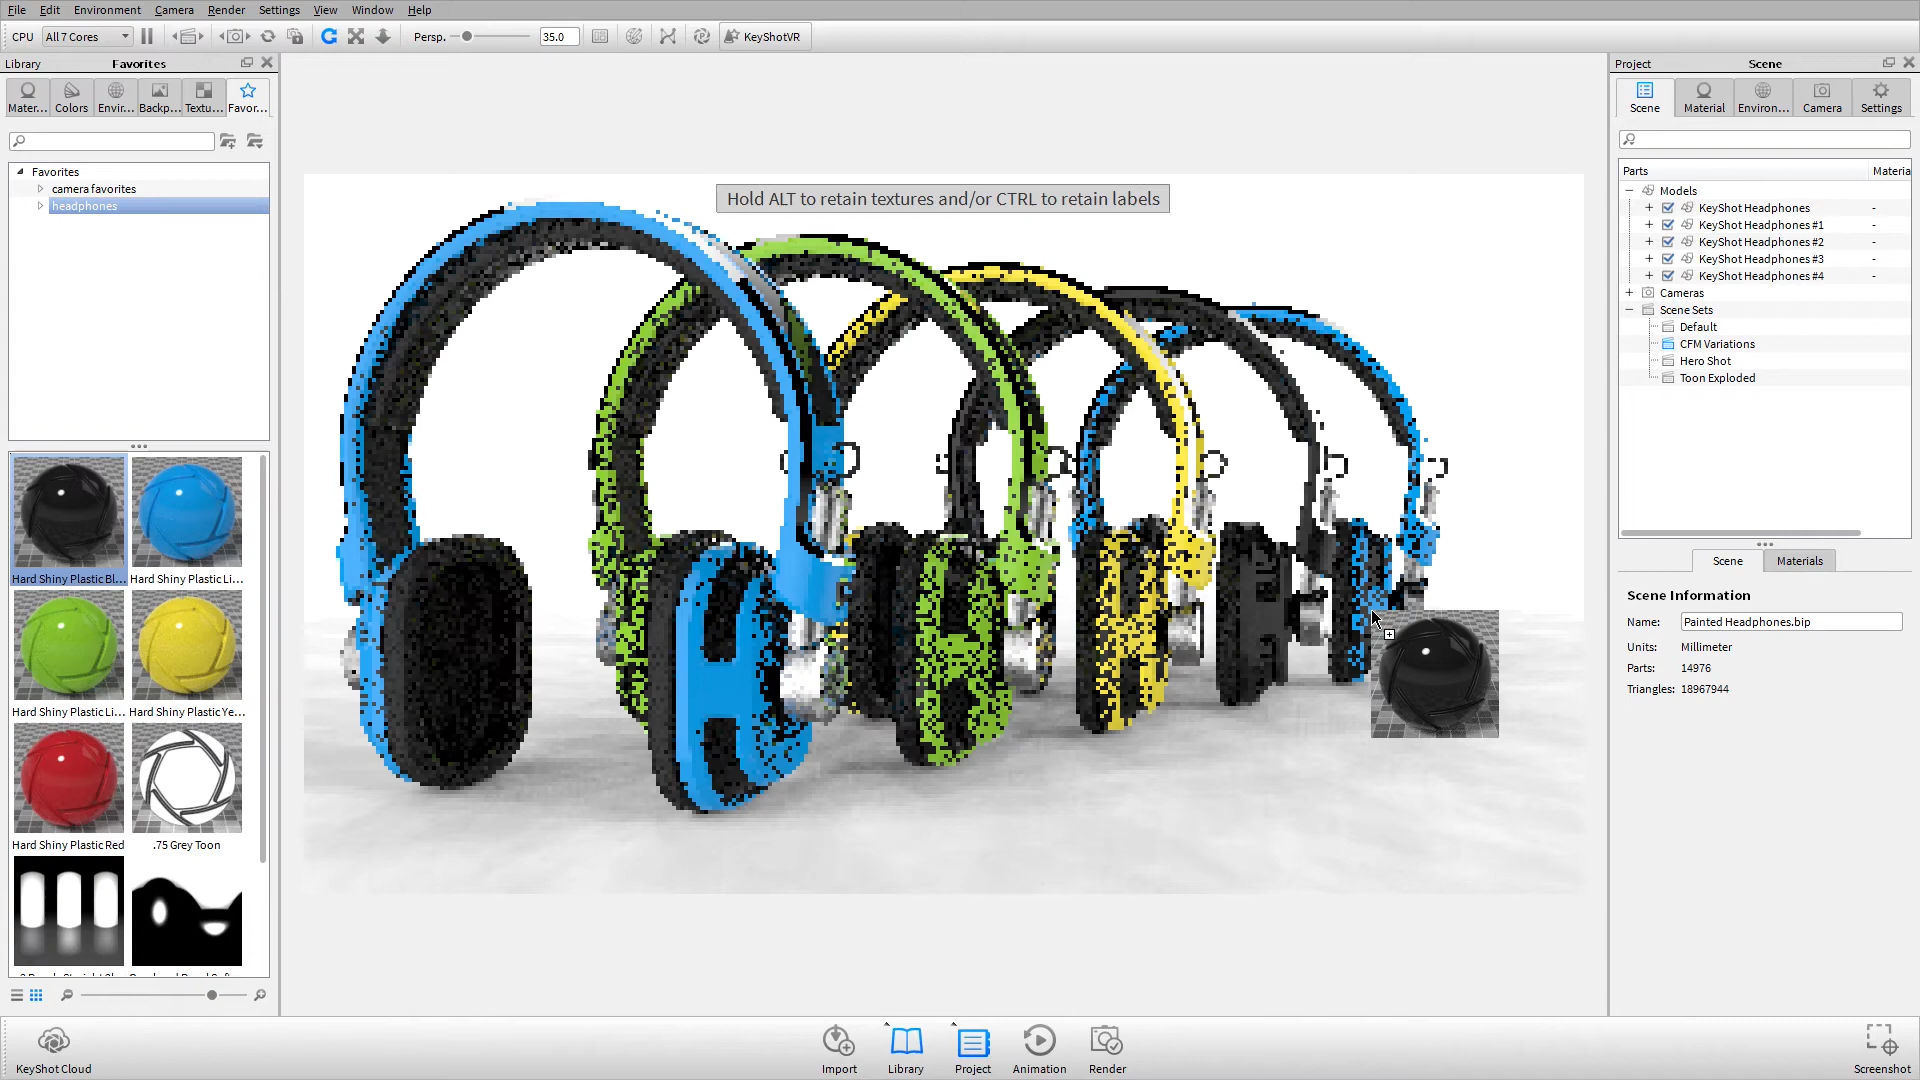 File Edit Environment Camera Render Settings View Window Help
CPU All 7 Cores Persp. 35.0 KeyShotVR
Library Favorites
Mater... Colors Envir... Backp... Textu... Favor...
Favorites
camera favorites
headphones
Hard Shiny Plastic Bl... Hard Shiny Plastic Li...
Hard Shiny Plastic Li... Hard Shiny Plastic Ye...
Hard Shiny Plastic Red .75 Grey Toon
Hold ALT to retain textures and/or CTRL to retain labels
Project Scene
Scene Material Environ... Camera Settings
Parts Materia
Models
KeyShot Headphones -
KeyShot Headphones #1 -
KeyShot Headphones #2 -
KeyShot Headphones #3 -
KeyShot Headphones #4 -
Cameras
Scene Sets
Default
CFM Variations
Hero Shot
Toon Exploded
Scene Materials
Scene Information
Name: Painted Headphones.bip
Units: Millimeter
Parts: 14976
Triangles: 18967944
KeyShot Cloud Import Library Project Animation Render Screenshot